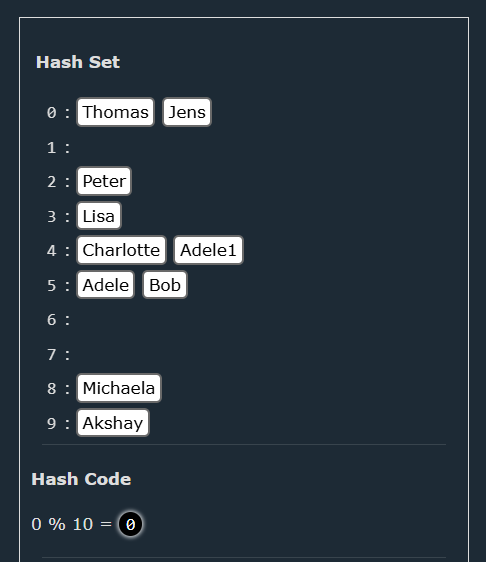 Hash Set
0 : Thomas Jens
1 :
2 : Peter
3 : Lisa
4 : Charlotte Adele1
5 : Adele Bob
6 :
7 :
8 : Michaela
9 : Akshay
Hash Code
0 % 10 = 0